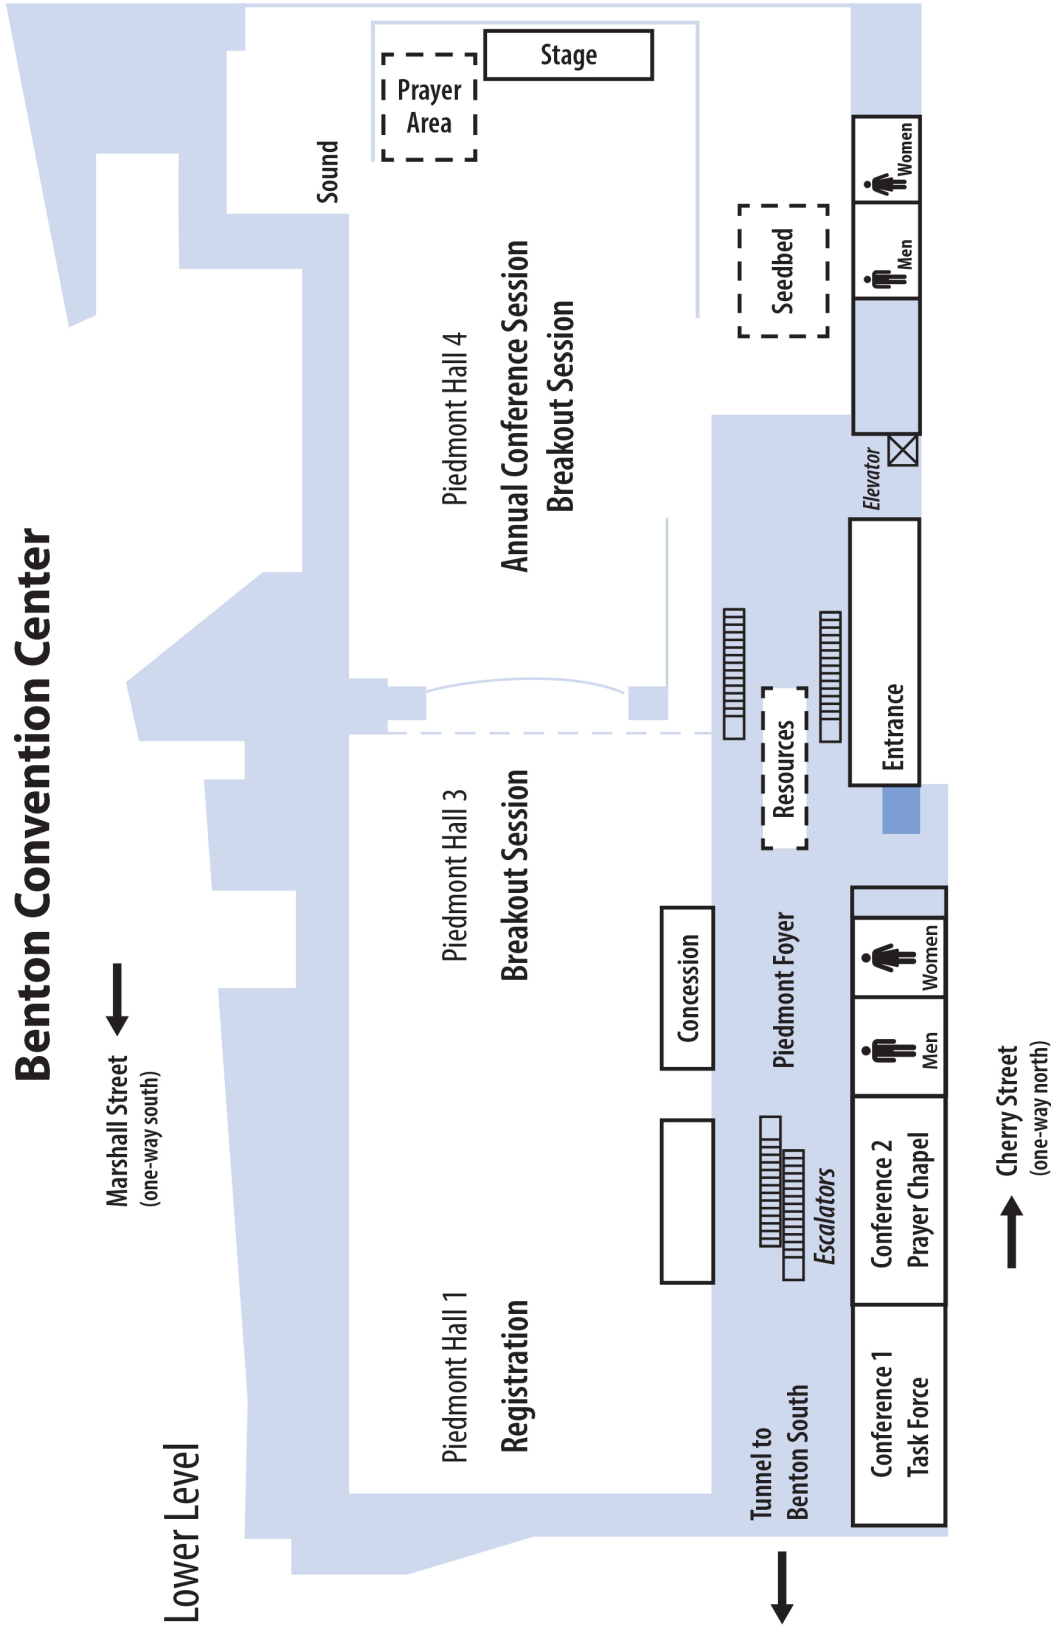 Benton Convention Center
Lower Level
Marshall Street
(one-way south)
Sound
Prayer
Area
Stage
Piedmont Hall 1
Registration
Piedmont Hall 3
Breakout Session
Piedmont Hall 4
Annual Conference Session
Breakout Session
Concession
Seedbed
Tunnel to
Benton South
Escalators
Piedmont Foyer
Resources
Elevator
Conference 1
Task Force
Conference 2
Prayer Chapel
Men
Women
Entrance
Men
Women
Cherry Street
(one-way north)